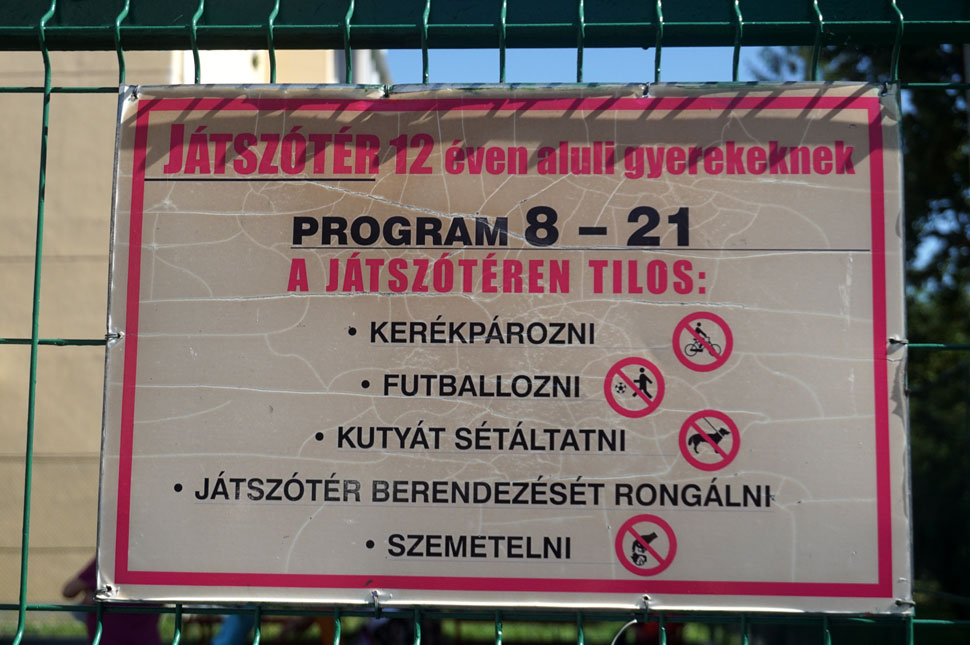 JÁTSZÓTÉR 12 éven aluli gyerekeknek
PROGRAM 8 – 21
A JÁTSZÓTÉREN TILOS:
• KERÉKPÁROZNI
• FUTBALLOZNI
• KUTYÁT SÉTÁLTATNI
• JÁTSZÓTÉR BERENDEZÉSÉT RONGÁLNI
• SZEMETELNI